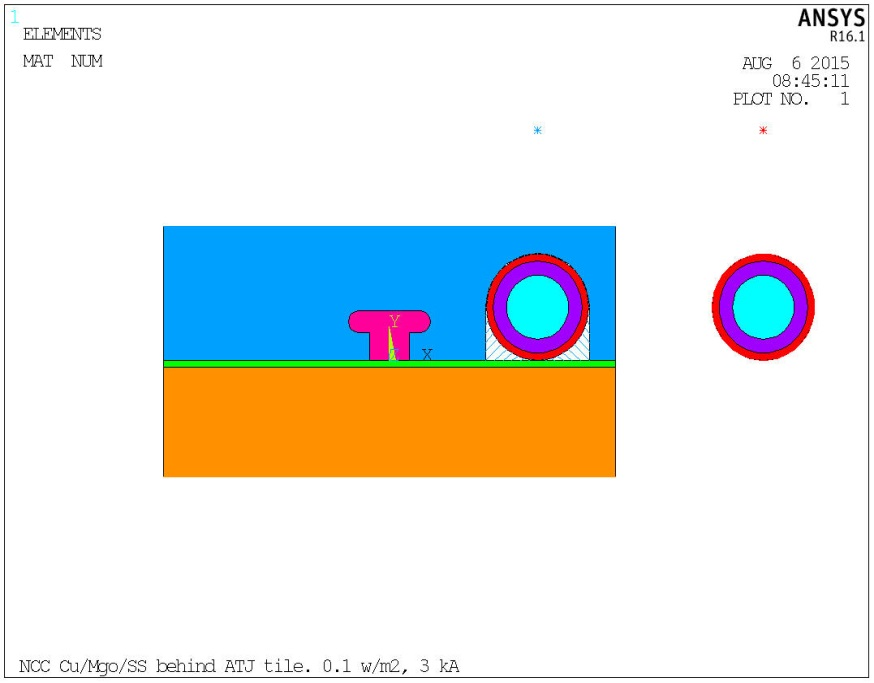 1
ELEMENTS
MAT NUM
ANSYS
R16.1
AUG 6 2015
08:45:11
PLOT NO. 1
Y
X
NCC Cu/Mgo/SS behind ATJ tile. 0.1 w/m2, 3 kA